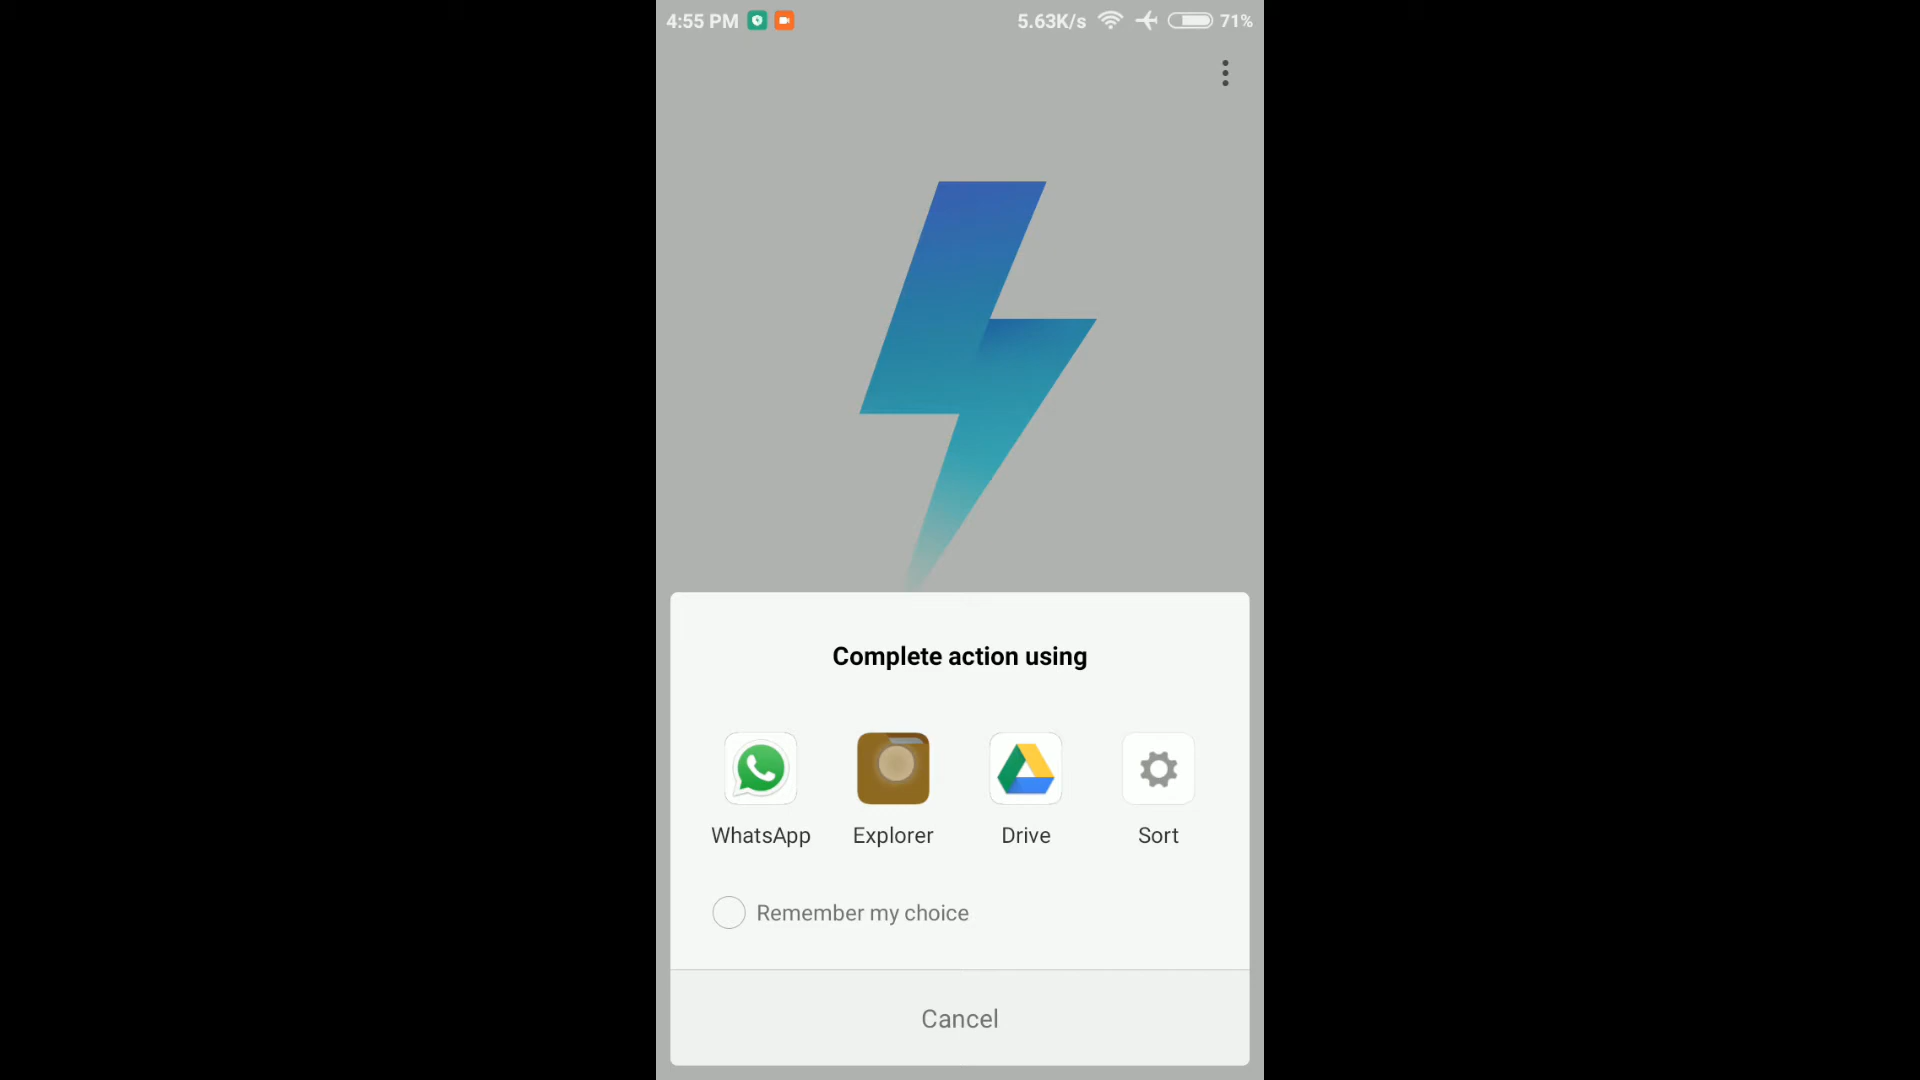 4:55 PM 5.63K/s 71%
Complete action using
WhatsApp Explorer Drive Sort
Remember my choice
Cancel